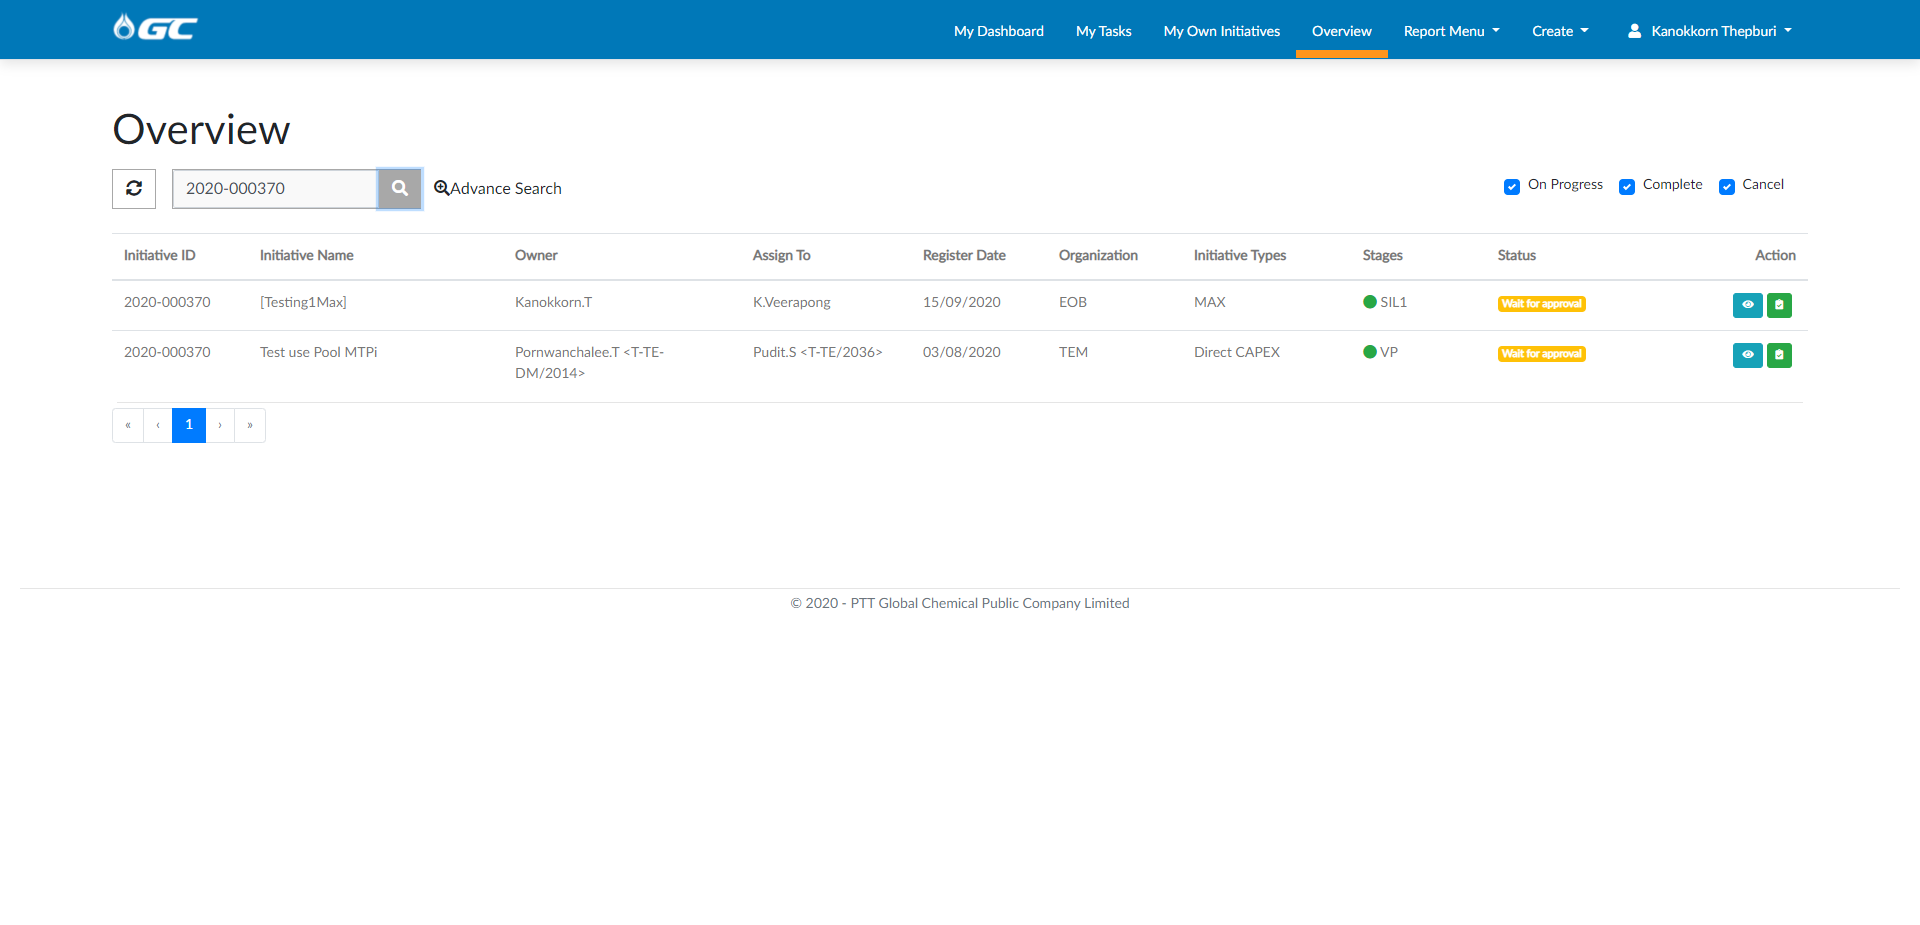 GC
My Dashboard My Tasks My Own Initiatives Overview Report Menu Create Kanokkorn Thepburi
Overview
2020-000370 Advance Search On Progress Complete Cancel
Initiative ID Initiative Name Owner Assign To Register Date Organization Initiative Types Stages Status Action
2020-000370 [Testing1Max] Kanokkorn.T K.Veerapong 15/09/2020 EOB MAX SIL1 Wait for approval
2020-000370 Test use Pool MTPi Pornwanchalee.T <T-TE- Pudit.S <T-TE/2036> 03/08/2020 TEM Direct CAPEX VP Wait for approval
DM/2014>
« ‹ 1 › »
© 2020 - PTT Global Chemical Public Company Limited